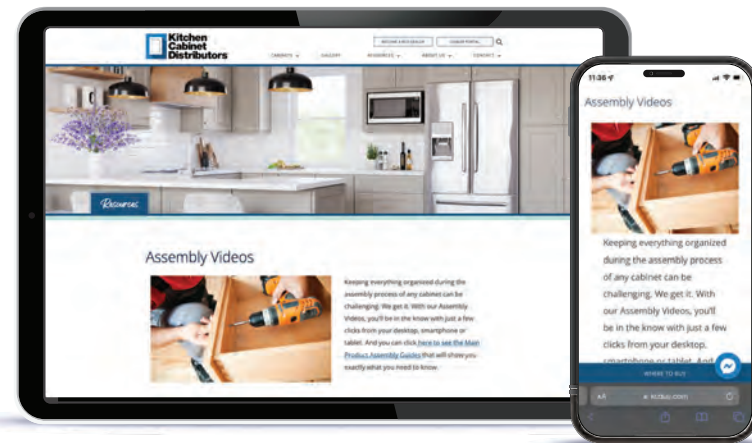 Kitchen
Cabinet
Distributors
BECOME A KCD DEALER
DEALER PORTAL
CABINETS
GALLERY
RESOURCES
ABOUT US
CONTACT
Resources
Assembly Videos
Keeping everything organized during the
assembly process of any cabinet can be
challenging. We get it. With our Assembly
Videos, you'll be in the know with just a few
clicks from your desktop, smartphone or
tablet. And you can click here to see the Main
Product Assembly Guides that will show you
exactly what you need to know.
11:36
Assembly Videos
Keeping everything organized
during the assembly process
of any cabinet can be
challenging. We get it. With
our Assembly Videos, you'll
be in the know with just a few
clicks from your desktop,
smartphone or tablet. And
WHERE TO BUY
AA
kcdus.com